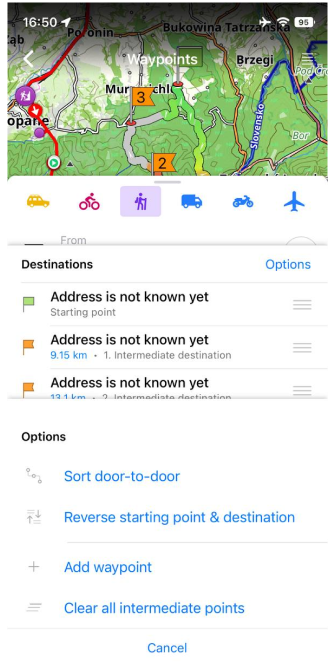 16:50
95
Poronin
Bukowina Tatrzańska
ząb
Waypoints
Brzegi
3
opane
Slovensko
Bor
2
From
Destinations
Options
Address is not known yet
Starting point
Address is not known yet
9.15 km • 1. Intermediate destination
Address is not known yet
13.1 km • 2. Intermediate destination
Options
Sort door-to-door
Reverse starting point & destination
Add waypoint
Clear all intermediate points
Cancel